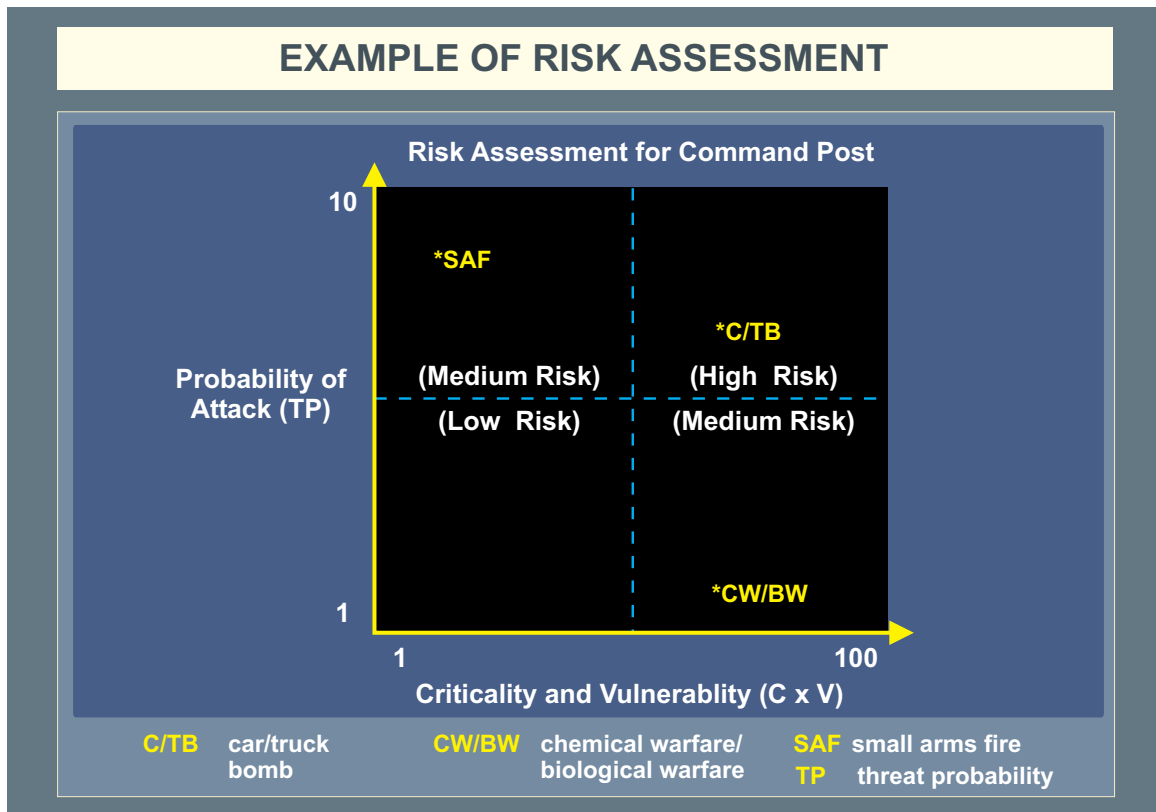 EXAMPLE OF RISK ASSESSMENT
Risk Assessment for Command Post
10
*SAF
*C/TB
Probability of
Attack (TP)
(Medium Risk)
(High Risk)
(Low Risk)
(Medium Risk)
*CW/BW
1
1
100
Criticality and Vulnerablity (C x V)
C/TB car/truck
bomb
CW/BW chemical warfare/
biological warfare
SAF small arms fire
TP threat probability